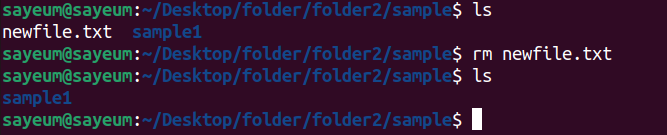 sayeum@sayeum:~/Desktop/folder/folder2/sample$ ls
newfile.txt  sample1
sayeum@sayeum:~/Desktop/folder/folder2/sample$ rm newfile.txt
sayeum@sayeum:~/Desktop/folder/folder2/sample$ ls
sample1
sayeum@sayeum:~/Desktop/folder/folder2/sample$